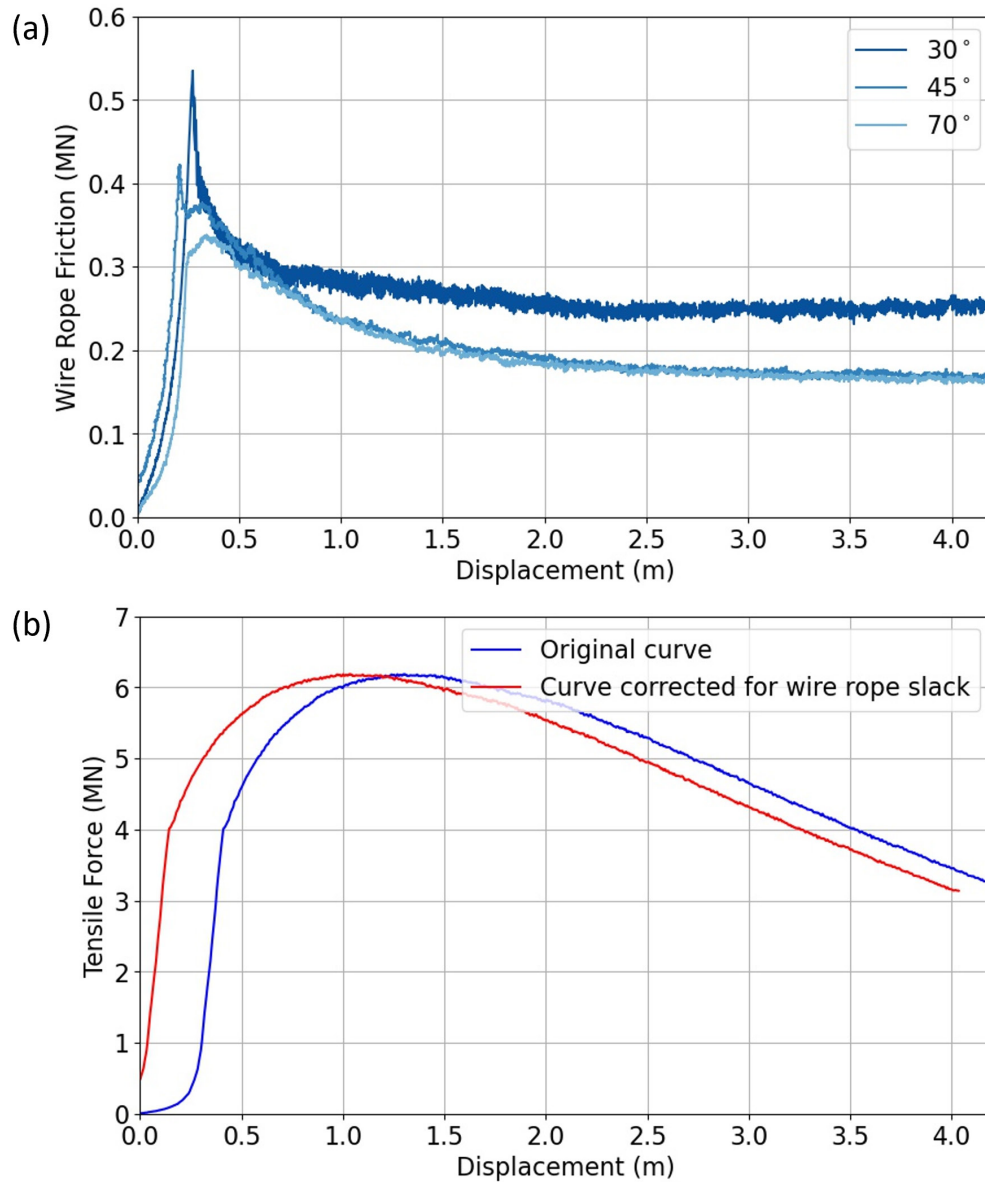 (a)
0.6
0.5
0.4
0.3
0.2
0.1
0.0
Wire Rope Friction (MN)
30°
45°
70°
0.0 0.5 1.0 1.5 2.0 2.5 3.0 3.5 4.0
Displacement (m)
(b)
7
6
5
4
3
2
1
0
Tensile Force (MN)
Original curve
Curve corrected for wire rope slack
0.0 0.5 1.0 1.5 2.0 2.5 3.0 3.5 4.0
Displacement (m)